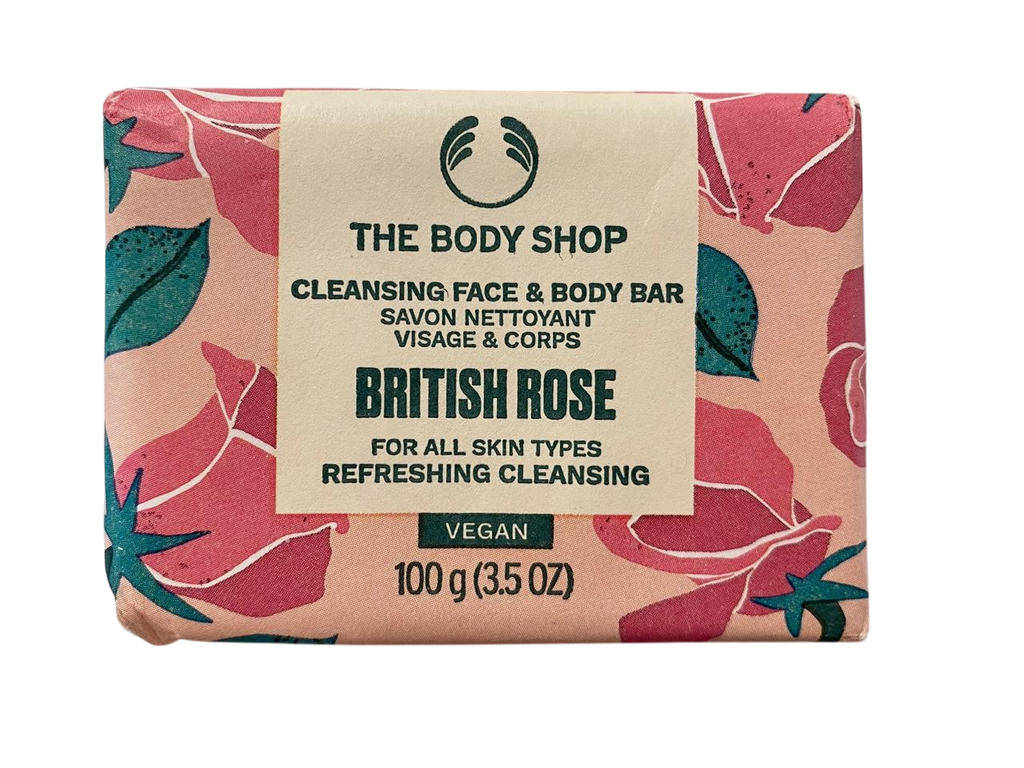 THE BODY SHOP
CLEANSING FACE & BODY BAR
SAVON NETTOYANT
VISAGE & CORPS
BRITISH ROSE
FOR ALL SKIN TYPES
REFRESHING CLEANSING
VEGAN
100 g (3.5 OZ)